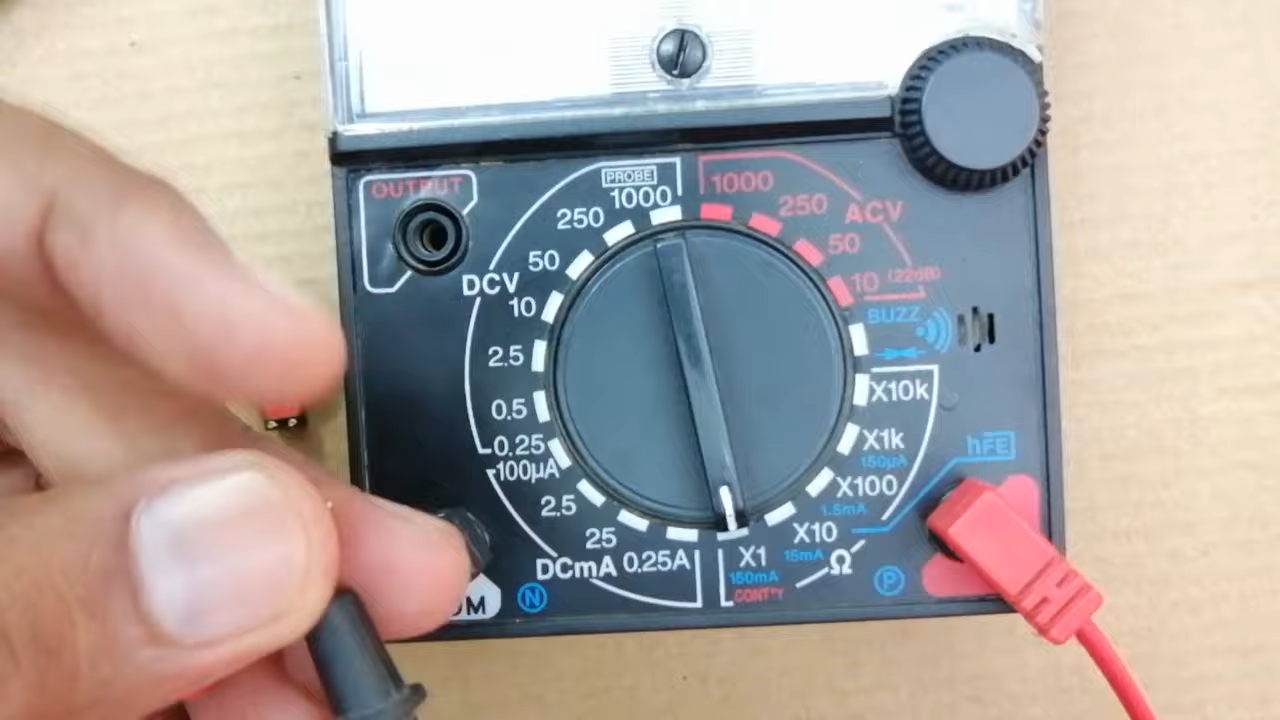 OUTPUT
PROBE
1000
250
50
DCV
10
2.5
0.5
0.25
100µA
2.5
25
DCmA 0.25A
1000
250
ACV
50
10 (22dB)
BUZZ
X10k
X1k
150µA
X100
1.5mA
X10
15mA
X1
150mA
CONT'Y
Ω
hFE
N
P